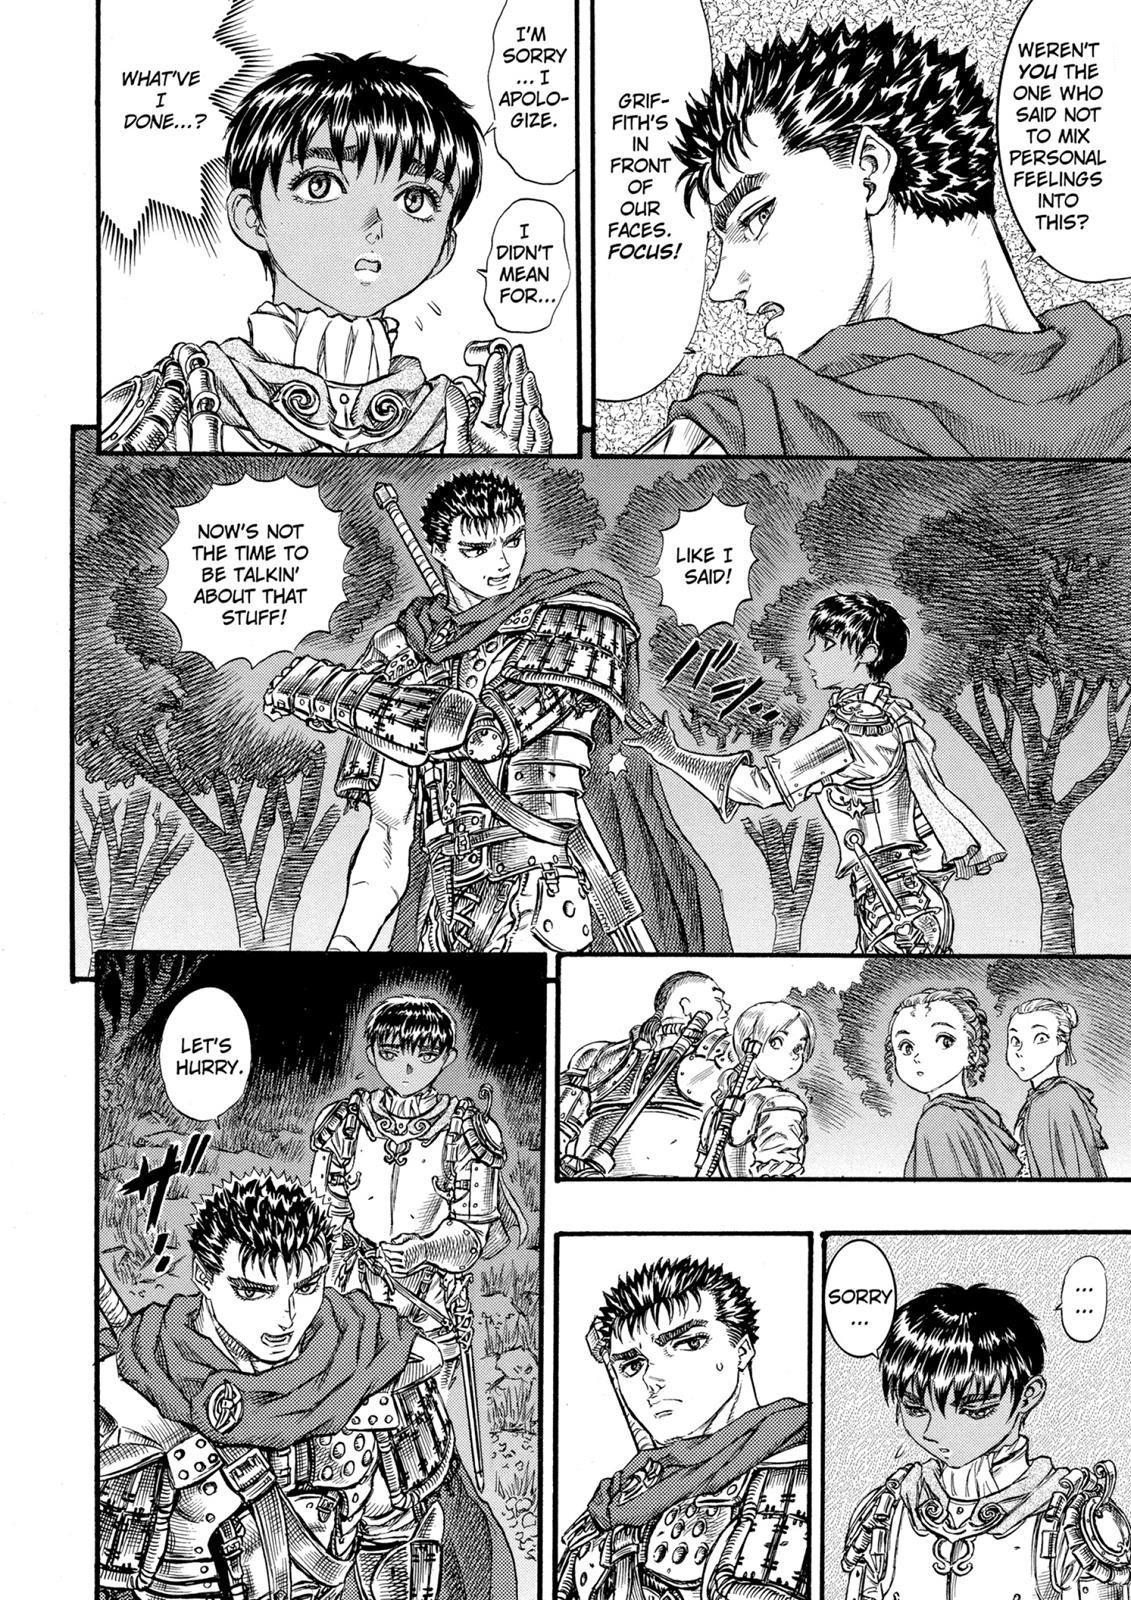 WEREN'T
YOU THE
ONE WHO
SAID NOT
TO MIX
PERSONAL
FEELINGS
INTO
THIS?
GRIF-
FITH'S
IN
FRONT
OF
OUR
FACES.
FOCUS!
I'M
SORRY
... I
APOLO-
GIZE.
I
DIDN'T
MEAN
FOR...
WHAT'VE
I
DONE...?
LIKE I
SAID!
NOW'S NOT
THE TIME TO
BE TALKIN'
ABOUT THAT
STUFF!
バシ
...
...
SORRY
...
LET'S
HURRY.
ザ